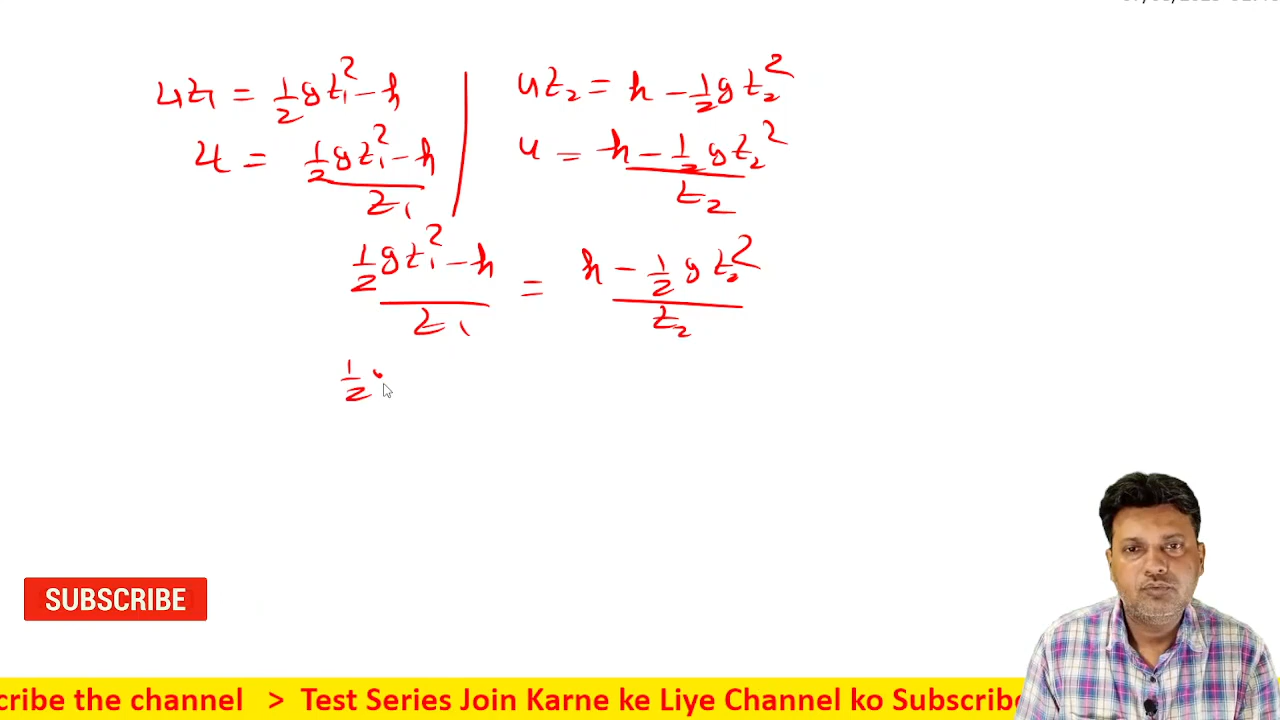 ut₁ = ½gt₁² - h
u = (½gt₁² - h)/t₁
ut₂ = h - ½gt₂²
u = (h - ½gt₂²)/t₂
(½gt₁² - h)/t₁ = (h - ½gt₂²)/t₂
½
SUBSCRIBE
cribe the channel > Test Series Join Karne ke Liye Channel ko Subscribe